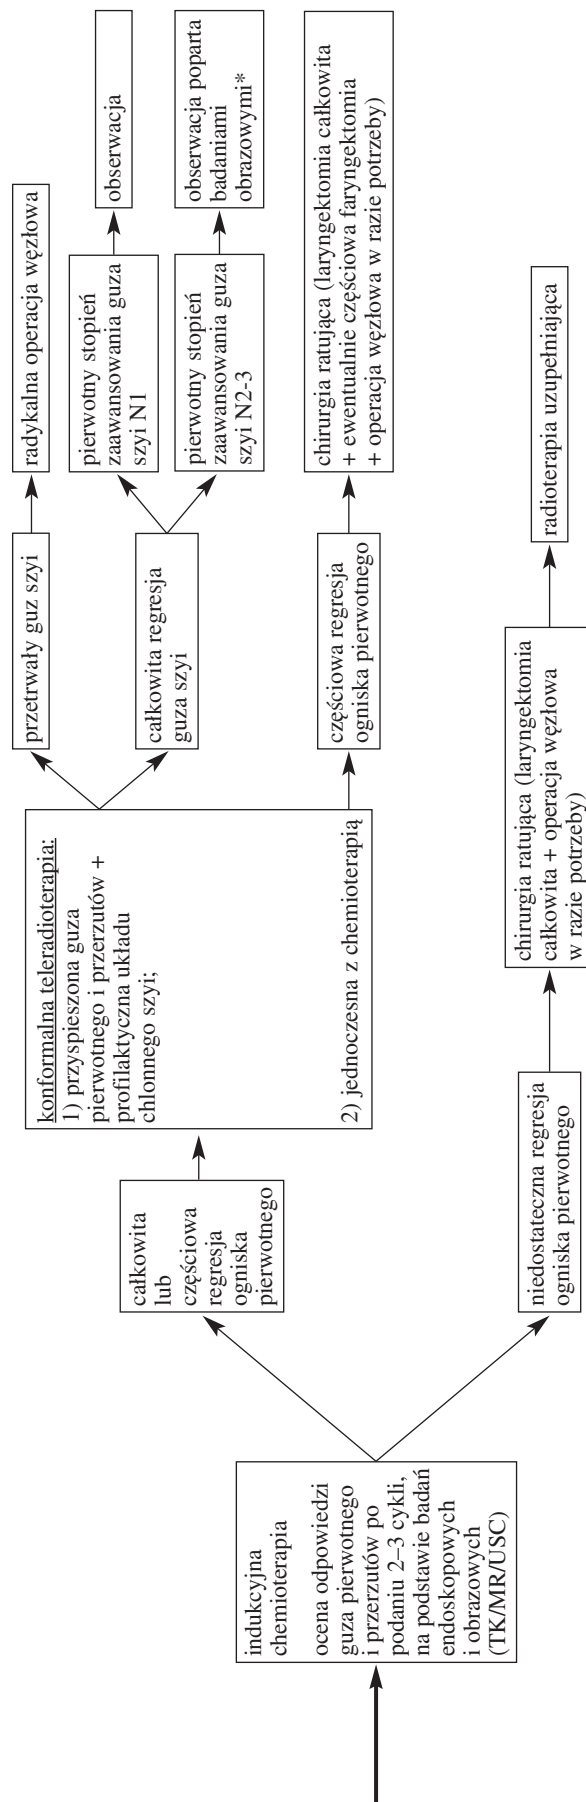 indukcyjna
chemioterapia
ocena odpowiedzi
guza pierwotnego
i przerzutów po
podaniu 2–3 cykli,
na podstawie badań
endoskopowych
i obrazowych
(TK/MR/USC)
całkowita
lub
częściowa
regresja
ogniska
pierwotnego
konformalna teleradioterapia:
1) przyspieszona guza
pierwotnego i przerzutów +
profilaktyczna układu
chłonnego szyi;
2) jednoczesna z chemioterapią
przetrwały guz szyi
radykalna operacja węzłowa
całkowita regresja
guza szyi
pierwotny stopień
zaawansowania guza
szyi N1
obserwacja
pierwotny stopień
zaawansowania guza
szyi N2-3
obserwacja poparta
badaniami
obrazowymi*
częściowa regresja
ogniska pierwotnego
chirurgia ratująca (laryngektomia całkowita
+ ewentualnie częściowa faryngektomia
+ operacja węzłowa w razie potrzeby)
niedostateczna regresja
ogniska pierwotnego
chirurgia ratująca (laryngektomia
całkowita + operacja węzłowa
w razie potrzeby)
radioterapia uzupełniająca